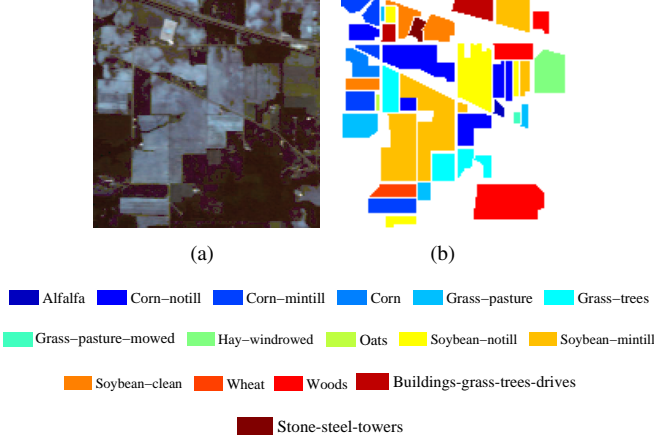 (a) (b)
Alfalfa Corn−notill Corn−mintill Corn Grass−pasture Grass−trees
Grass−pasture−mowed Hay−windrowed Oats Soybean−notill Soybean−mintill
Soybean−clean Wheat Woods Buildings-grass-trees-drives
Stone-steel-towers